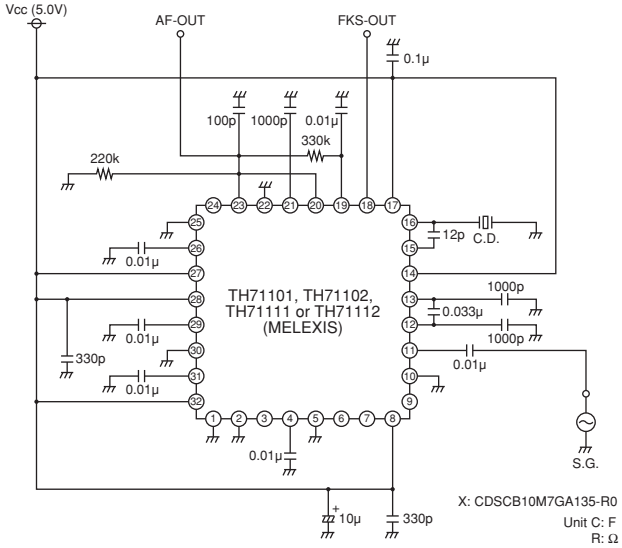 Vcc (5.0V)
AF-OUT
FKS-OUT
0.1µ
100p
1000p
0.01µ
330k
220k
24
23
22
21
20
19
18
17
25
16
12p
C.D.
26
15
0.01µ
27
14
TH71101, TH71102,
TH71111 or TH71112
(MELEXIS)
28
13
1000p
0.033µ
29
12
0.01µ
1000p
330p
30
11
0.01µ
31
10
0.01µ
32
9
1
2
3
4
5
6
7
8
0.01µ
S.G.
+
10µ
330p
X: CDSCB10M7GA135-R0
Unit C: F
R: Ω